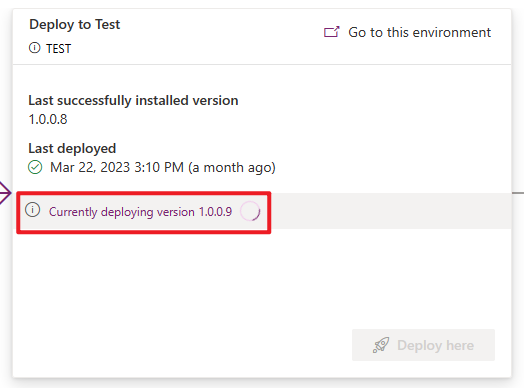 Deploy to Test
Go to this environment
TEST
Last successfully installed version
1.0.0.8
Last deployed
Mar 22, 2023 3:10 PM (a month ago)
Currently deploying version 1.0.0.9
Deploy here